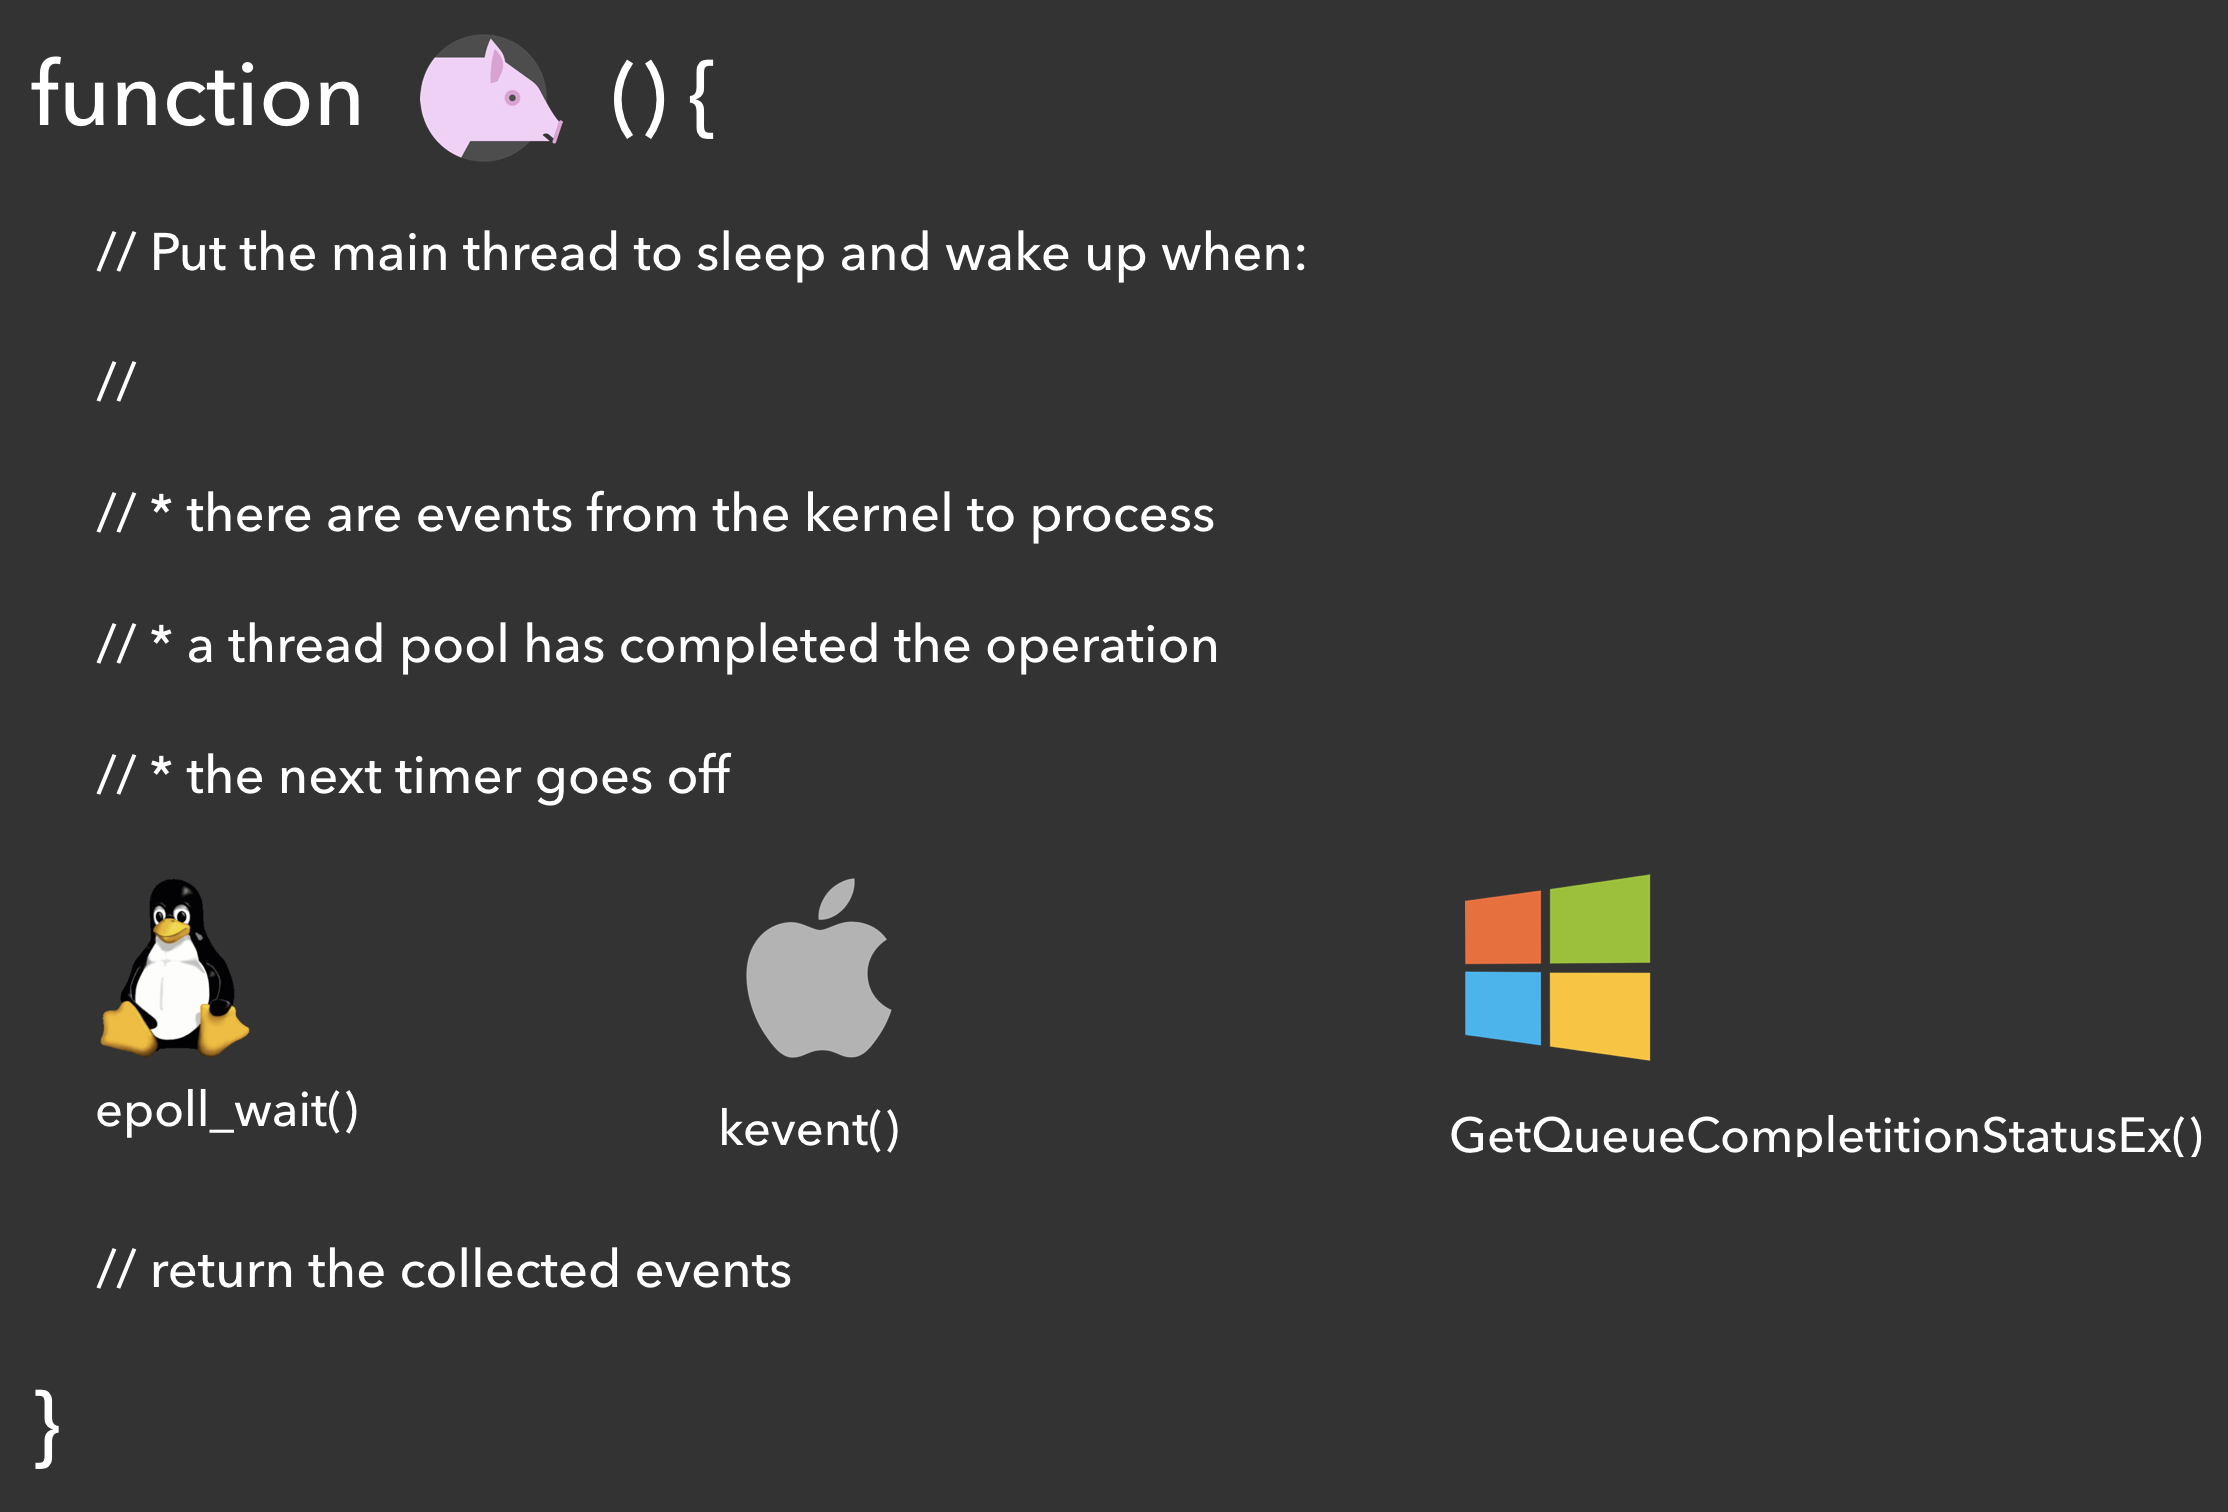 function () {
// Put the main thread to sleep and wake up when:
//
// * there are events from the kernel to process
// * a thread pool has completed the operation
// * the next timer goes off
epoll_wait()
kevent()
GetQueueCompletitionStatusEx()
// return the collected events
}